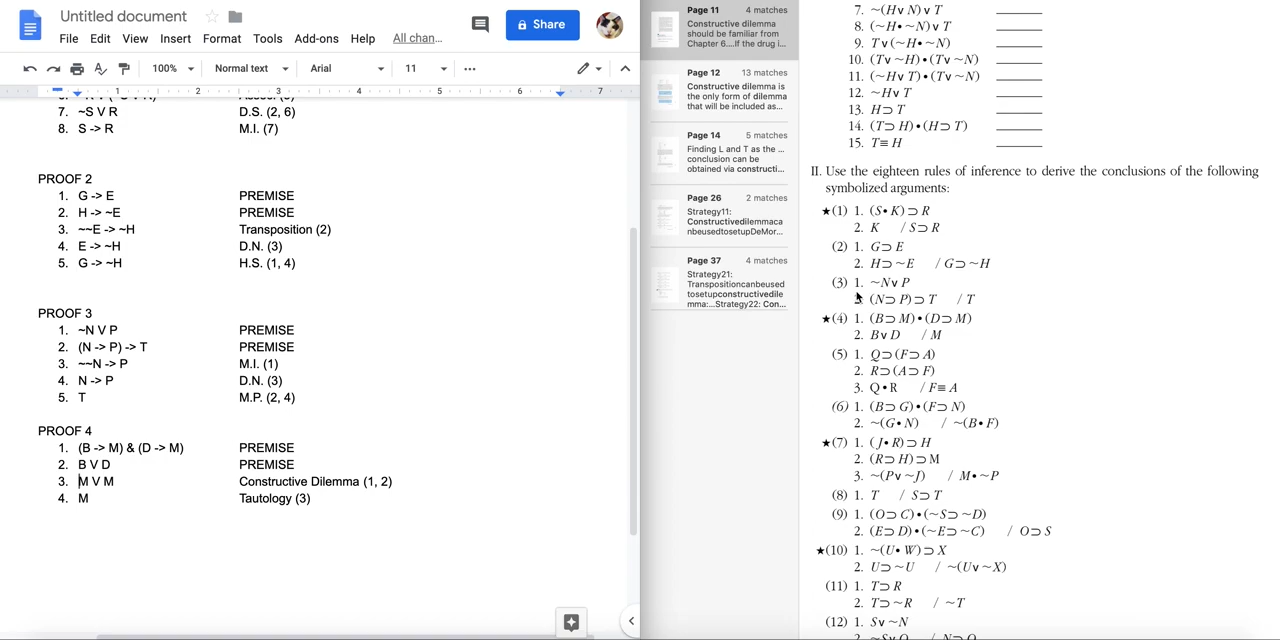 Untitled document
File Edit View Insert Format Tools Add-ons Help All chan...
Share
100% Normal text Arial 11
1 2 3 4 5 6 7
7. ~S V R D.S. (2, 6)
8. S -> R M.I. (7)
PROOF 2
1. G -> E PREMISE
2. H -> ~E PREMISE
3. ~~E -> ~H Transposition (2)
4. E -> ~H D.N. (3)
5. G -> ~H H.S. (1, 4)
PROOF 3
1. ~N V P PREMISE
2. (N -> P) -> T PREMISE
3. ~~N -> P M.I. (1)
4. N -> P D.N. (3)
5. T M.P. (2, 4)
PROOF 4
1. (B -> M) & (D -> M) PREMISE
2. B V D PREMISE
3. M V M Constructive Dilemma (1, 2)
4. M Tautology (3)
Page 11 4 matches
Constructive dilemma
should be familiar from
Chapter 6....If the drug i...
Page 12 13 matches
Constructive dilemma is
the only form of dilemma
that will be included as...
Page 14 5 matches
Finding L and T as the ...
conclusion can be
obtained via constructi...
Page 26 2 matches
Strategy11:
Constructivedilemmaca
nbeusedtosetupDeMor...
Page 37 4 matches
Strategy21:
Transpositioncanbeused
tosetupconstructivedile
mma:...Strategy22: Con...
7. ~(H v N) v T
8. (~H • ~N) v T
9. T v (~H • ~N)
10. (T v ~H) • (T v ~N)
11. (~H v T) • (T v ~N)
12. ~H v T
13. H ⊃ T
14. (T ⊃ H) • (H ⊃ T)
15. T ≡ H
II. Use the eighteen rules of inference to derive the conclusions of the following
symbolized arguments:
★(1) 1. (S • K) ⊃ R
2. K / S ⊃ R
(2) 1. G ⊃ E
2. H ⊃ ~E / G ⊃ ~H
(3) 1. ~N v P
(N ⊃ P) ⊃ T / T
★(4) 1. (B ⊃ M) • (D ⊃ M)
2. B v D / M
(5) 1. Q ⊃ (F ⊃ A)
2. R ⊃ (A ⊃ F)
3. Q • R / F ≡ A
(6) 1. (B ⊃ G) • (F ⊃ N)
2. ~(G • N) / ~(B • F)
★(7) 1. (J • R) ⊃ H
2. (R ⊃ H) ⊃ M
3. ~(P v ~J) / M • ~P
(8) 1. T / S ⊃ T
(9) 1. (O ⊃ C) • (~S ⊃ ~D)
2. (E ⊃ D) • (~E ⊃ ~C) / O ⊃ S
★(10) 1. ~(U • W) ⊃ X
2. U ⊃ ~U / ~(U v ~X)
(11) 1. T ⊃ R
2. T ⊃ ~R / ~T
(12) 1. S v ~N